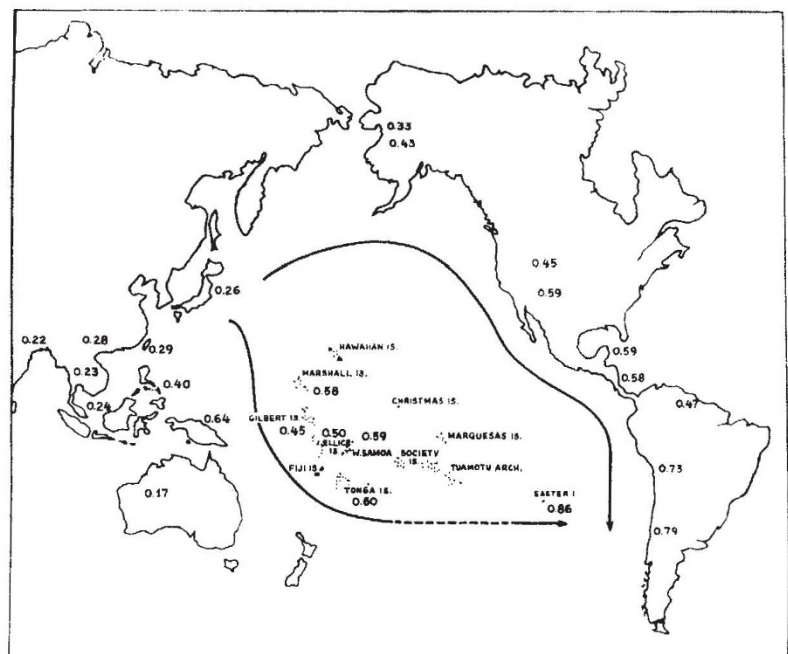 0.33
0.43
0.45
0.26
0.59
0.22
0.28
0.29
HAWAIIAN IS.
0.59
0.23
MARSHALL IS.
0.58
0.40
0.58
0.24
CHRISTMAS IS.
0.47
0.64
GILBERT IS.
0.45
0.50
0.59
MARQUESAS IS.
ELLICE
IS.
W.SAMOA
SOCIETY
IS.
FIJI IS.
TUAMOTU ARCH.
0.73
0.17
TONGA IS.
0.60
EASTER I
0.86
0.79